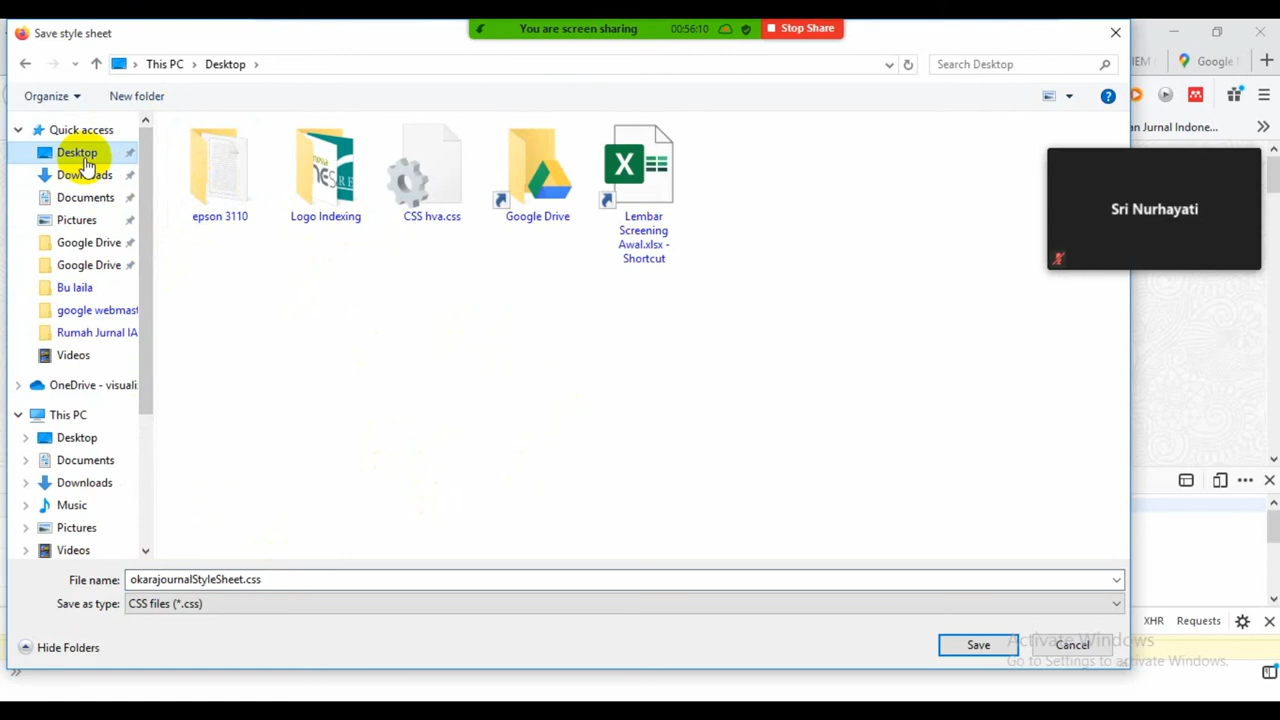 Save style sheet
You are screen sharing
00:56:10
Stop Share
This PC
Desktop
Search Desktop
Google
Organize
New folder
an Jurnal Indone...
Quick access
Desktop
Downloads
Documents
Pictures
Google Drive
Google Drive
Bu laila
google webmast
Rumah Jurnal IA
Videos
OneDrive - visuali
This PC
Desktop
Documents
Downloads
Music
Pictures
Videos
epson 3110
Logo Indexing
CSS hva.css
Google Drive
Lembar
Screening
Awal.xlsx -
Shortcut
Sri Nurhayati
File name:
okarajournalStyleSheet.css
Save as type:
CSS files (*.css)
XHR
Requests
Hide Folders
Save
Cancel
Activate Windows
Go to Settings to activate Windows.